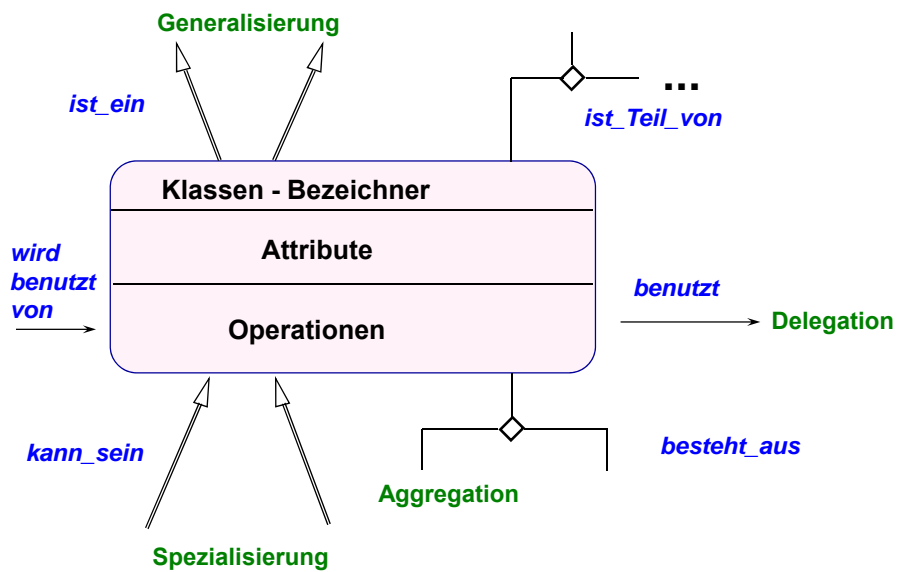 Generalisierung
ist_ein
...
ist_Teil_von
Klassen - Bezeichner
Attribute
wird
benutzt
von
benutzt
Operationen
Delegation
kann_sein
besteht_aus
Aggregation
Spezialisierung